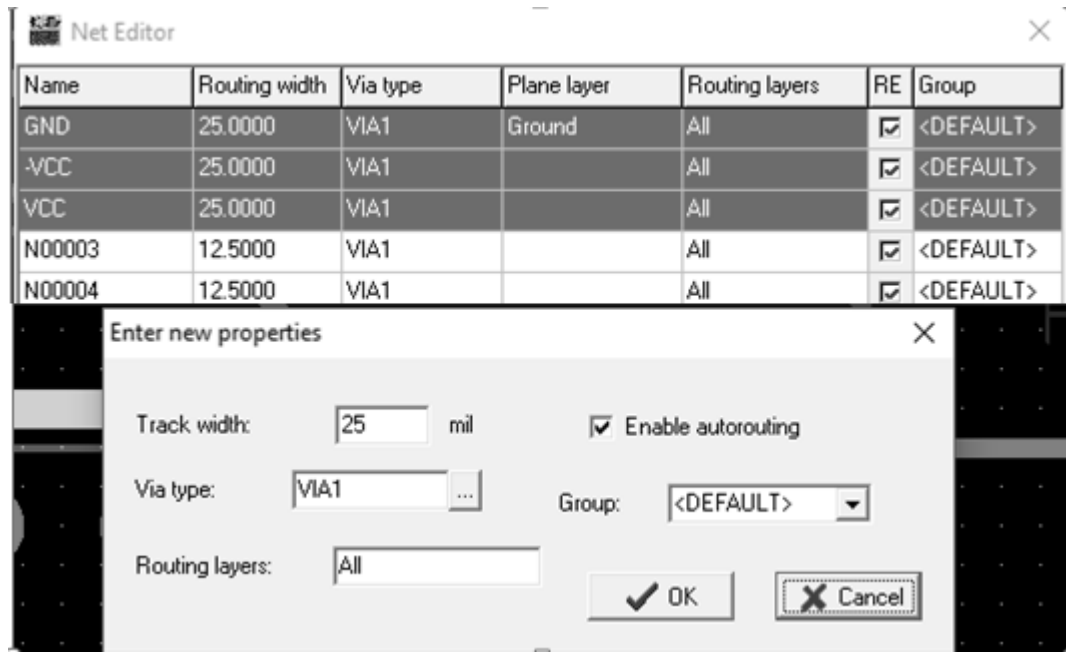 Net Editor
Name Routing width Via type Plane layer Routing layers RE Group
GND 25.0000 VIA1 Ground All <DEFAULT>
-VCC 25.0000 VIA1 All <DEFAULT>
VCC 25.0000 VIA1 All <DEFAULT>
N00003 12.5000 VIA1 All <DEFAULT>
N00004 12.5000 VIA1 All <DEFAULT>
Enter new properties
Track width: 25 mil Enable autorouting
Via type: VIA1 ... Group: <DEFAULT>
Routing layers: All
OK Cancel